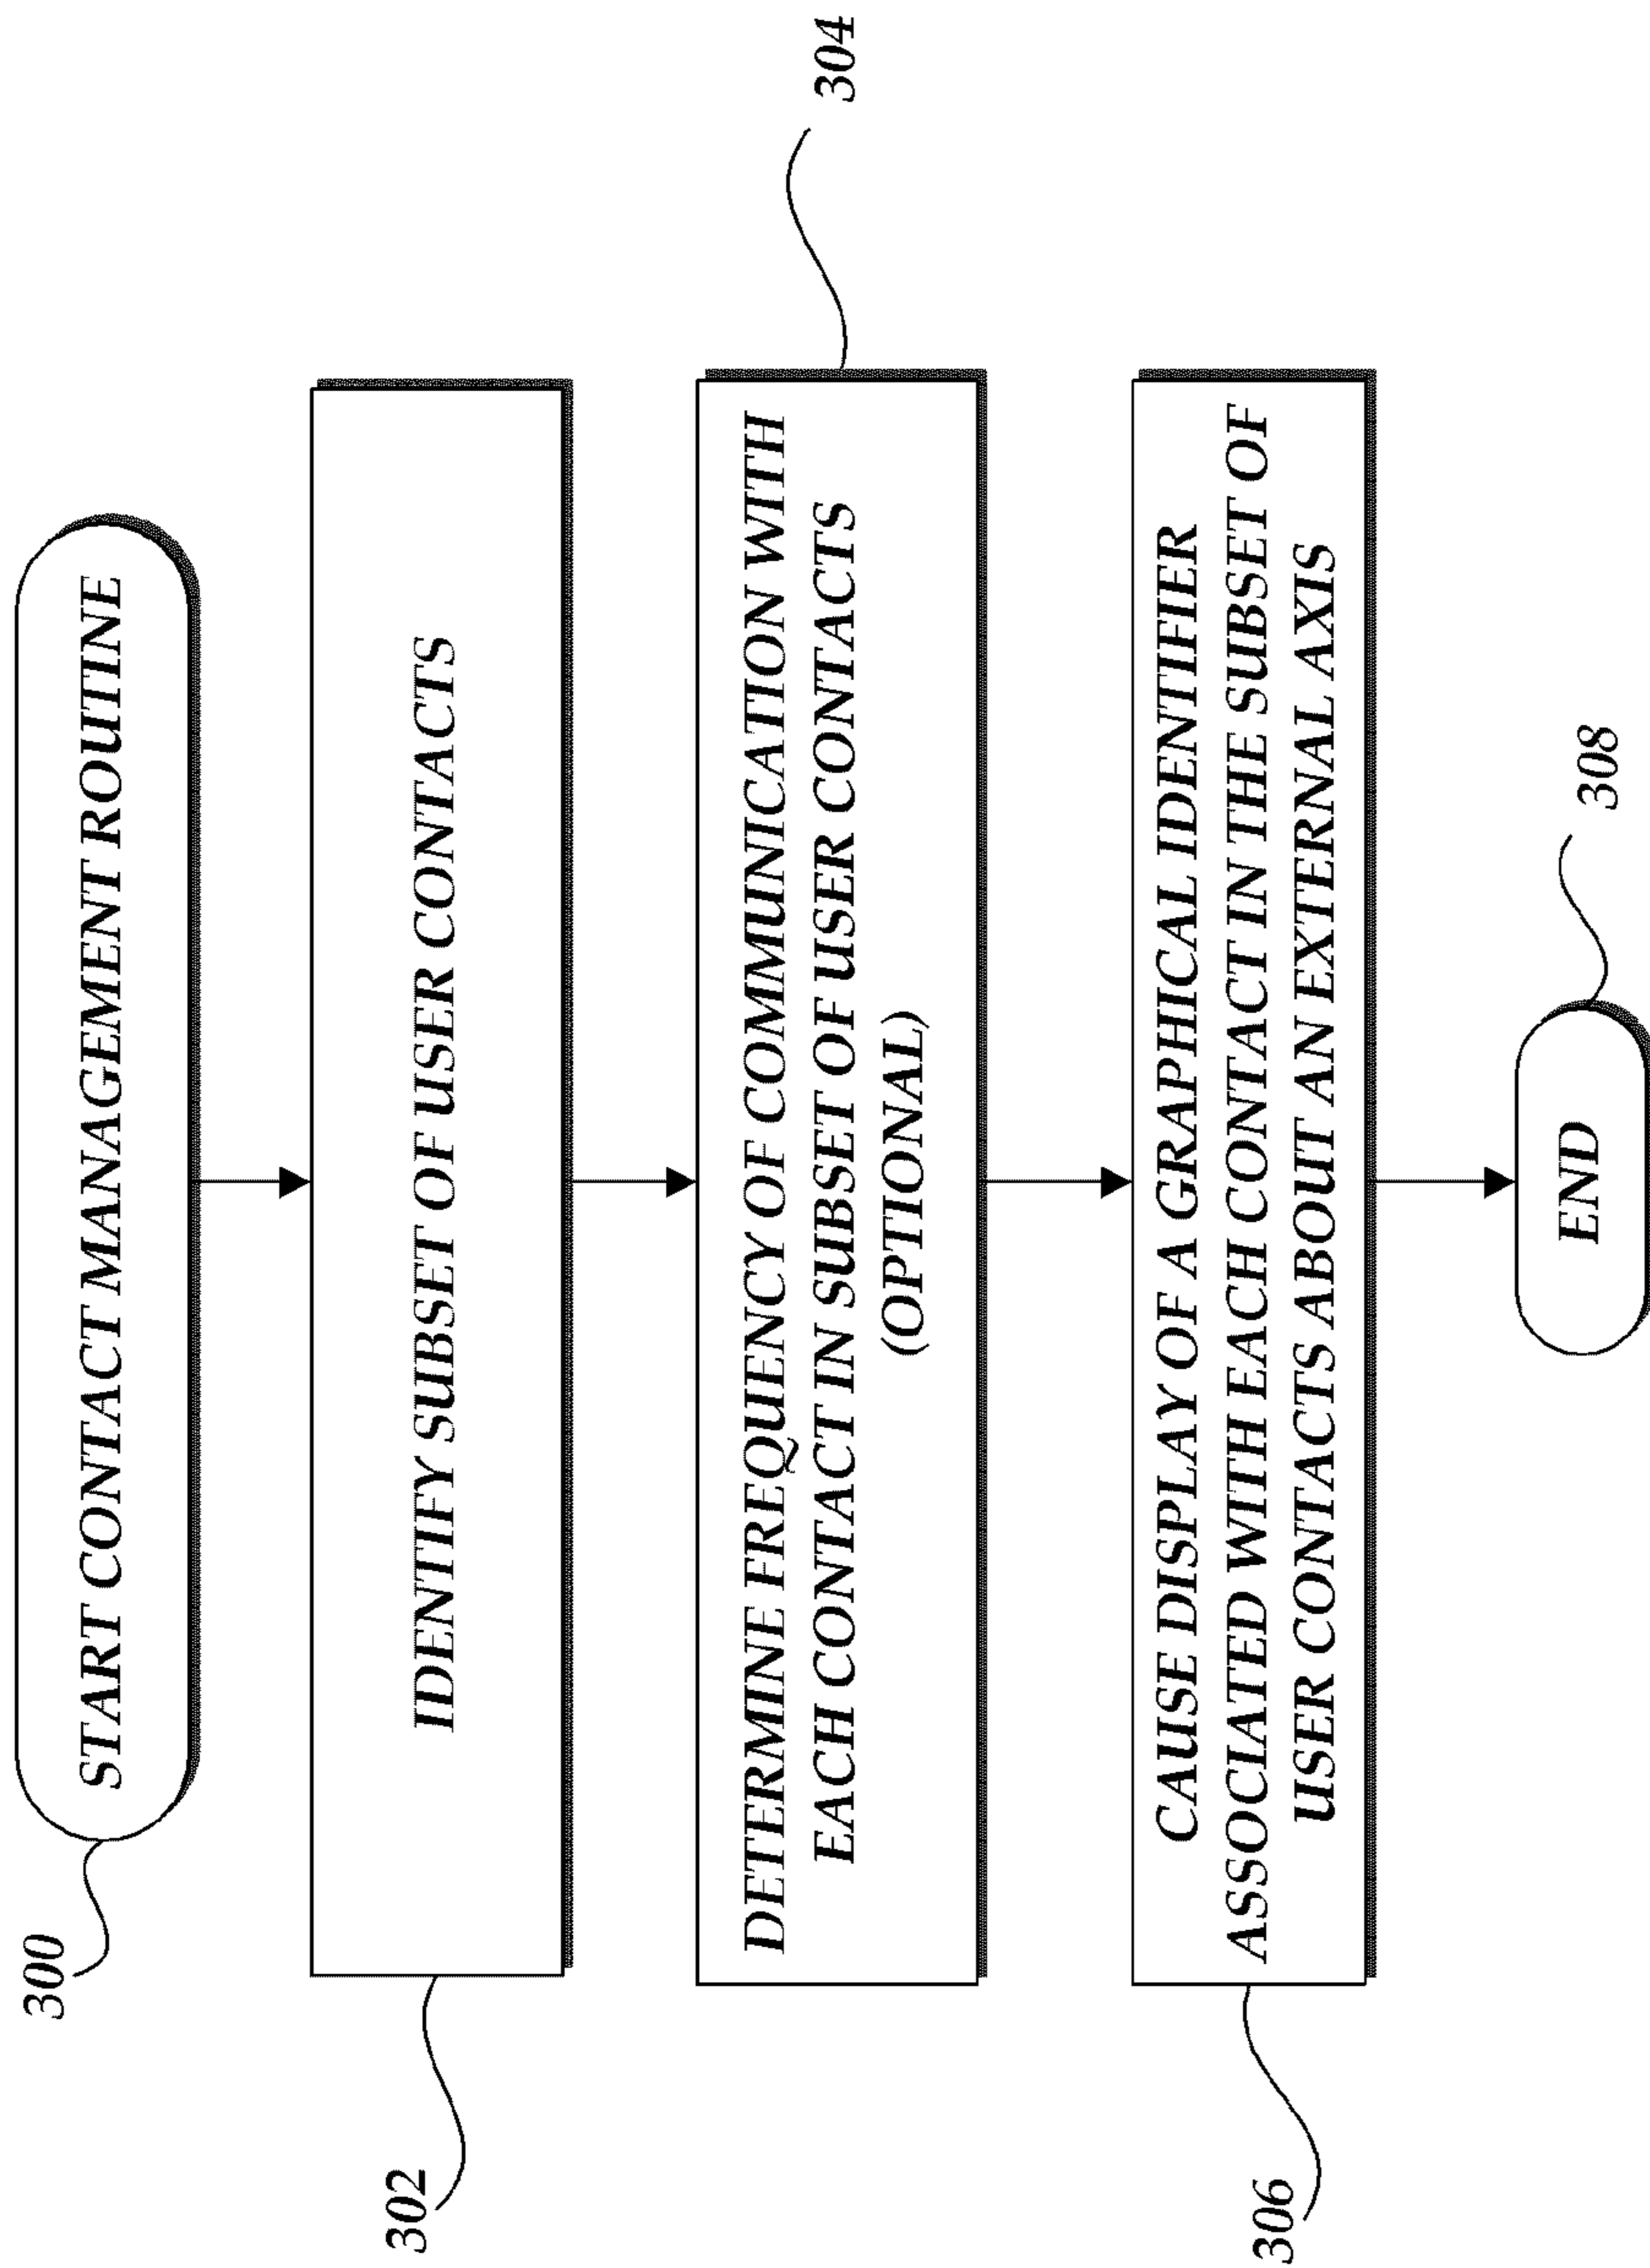 300
START CONTACT MANAGEMENT ROUTINE
302
IDENTIFY SUBSET OF USER CONTACTS
304
DETERMINE FREQUENCY OF COMMUNICATION WITH
EACH CONTACT IN SUBSET OF USER CONTACTS
(OPTIONAL)
306
CAUSE DISPLAY OF A GRAPHICAL IDENTIFIER
ASSOCIATED WITH EACH CONTACT IN THE SUBSET OF
USER CONTACTS ABOUT AN EXTERNAL AXIS
308
END